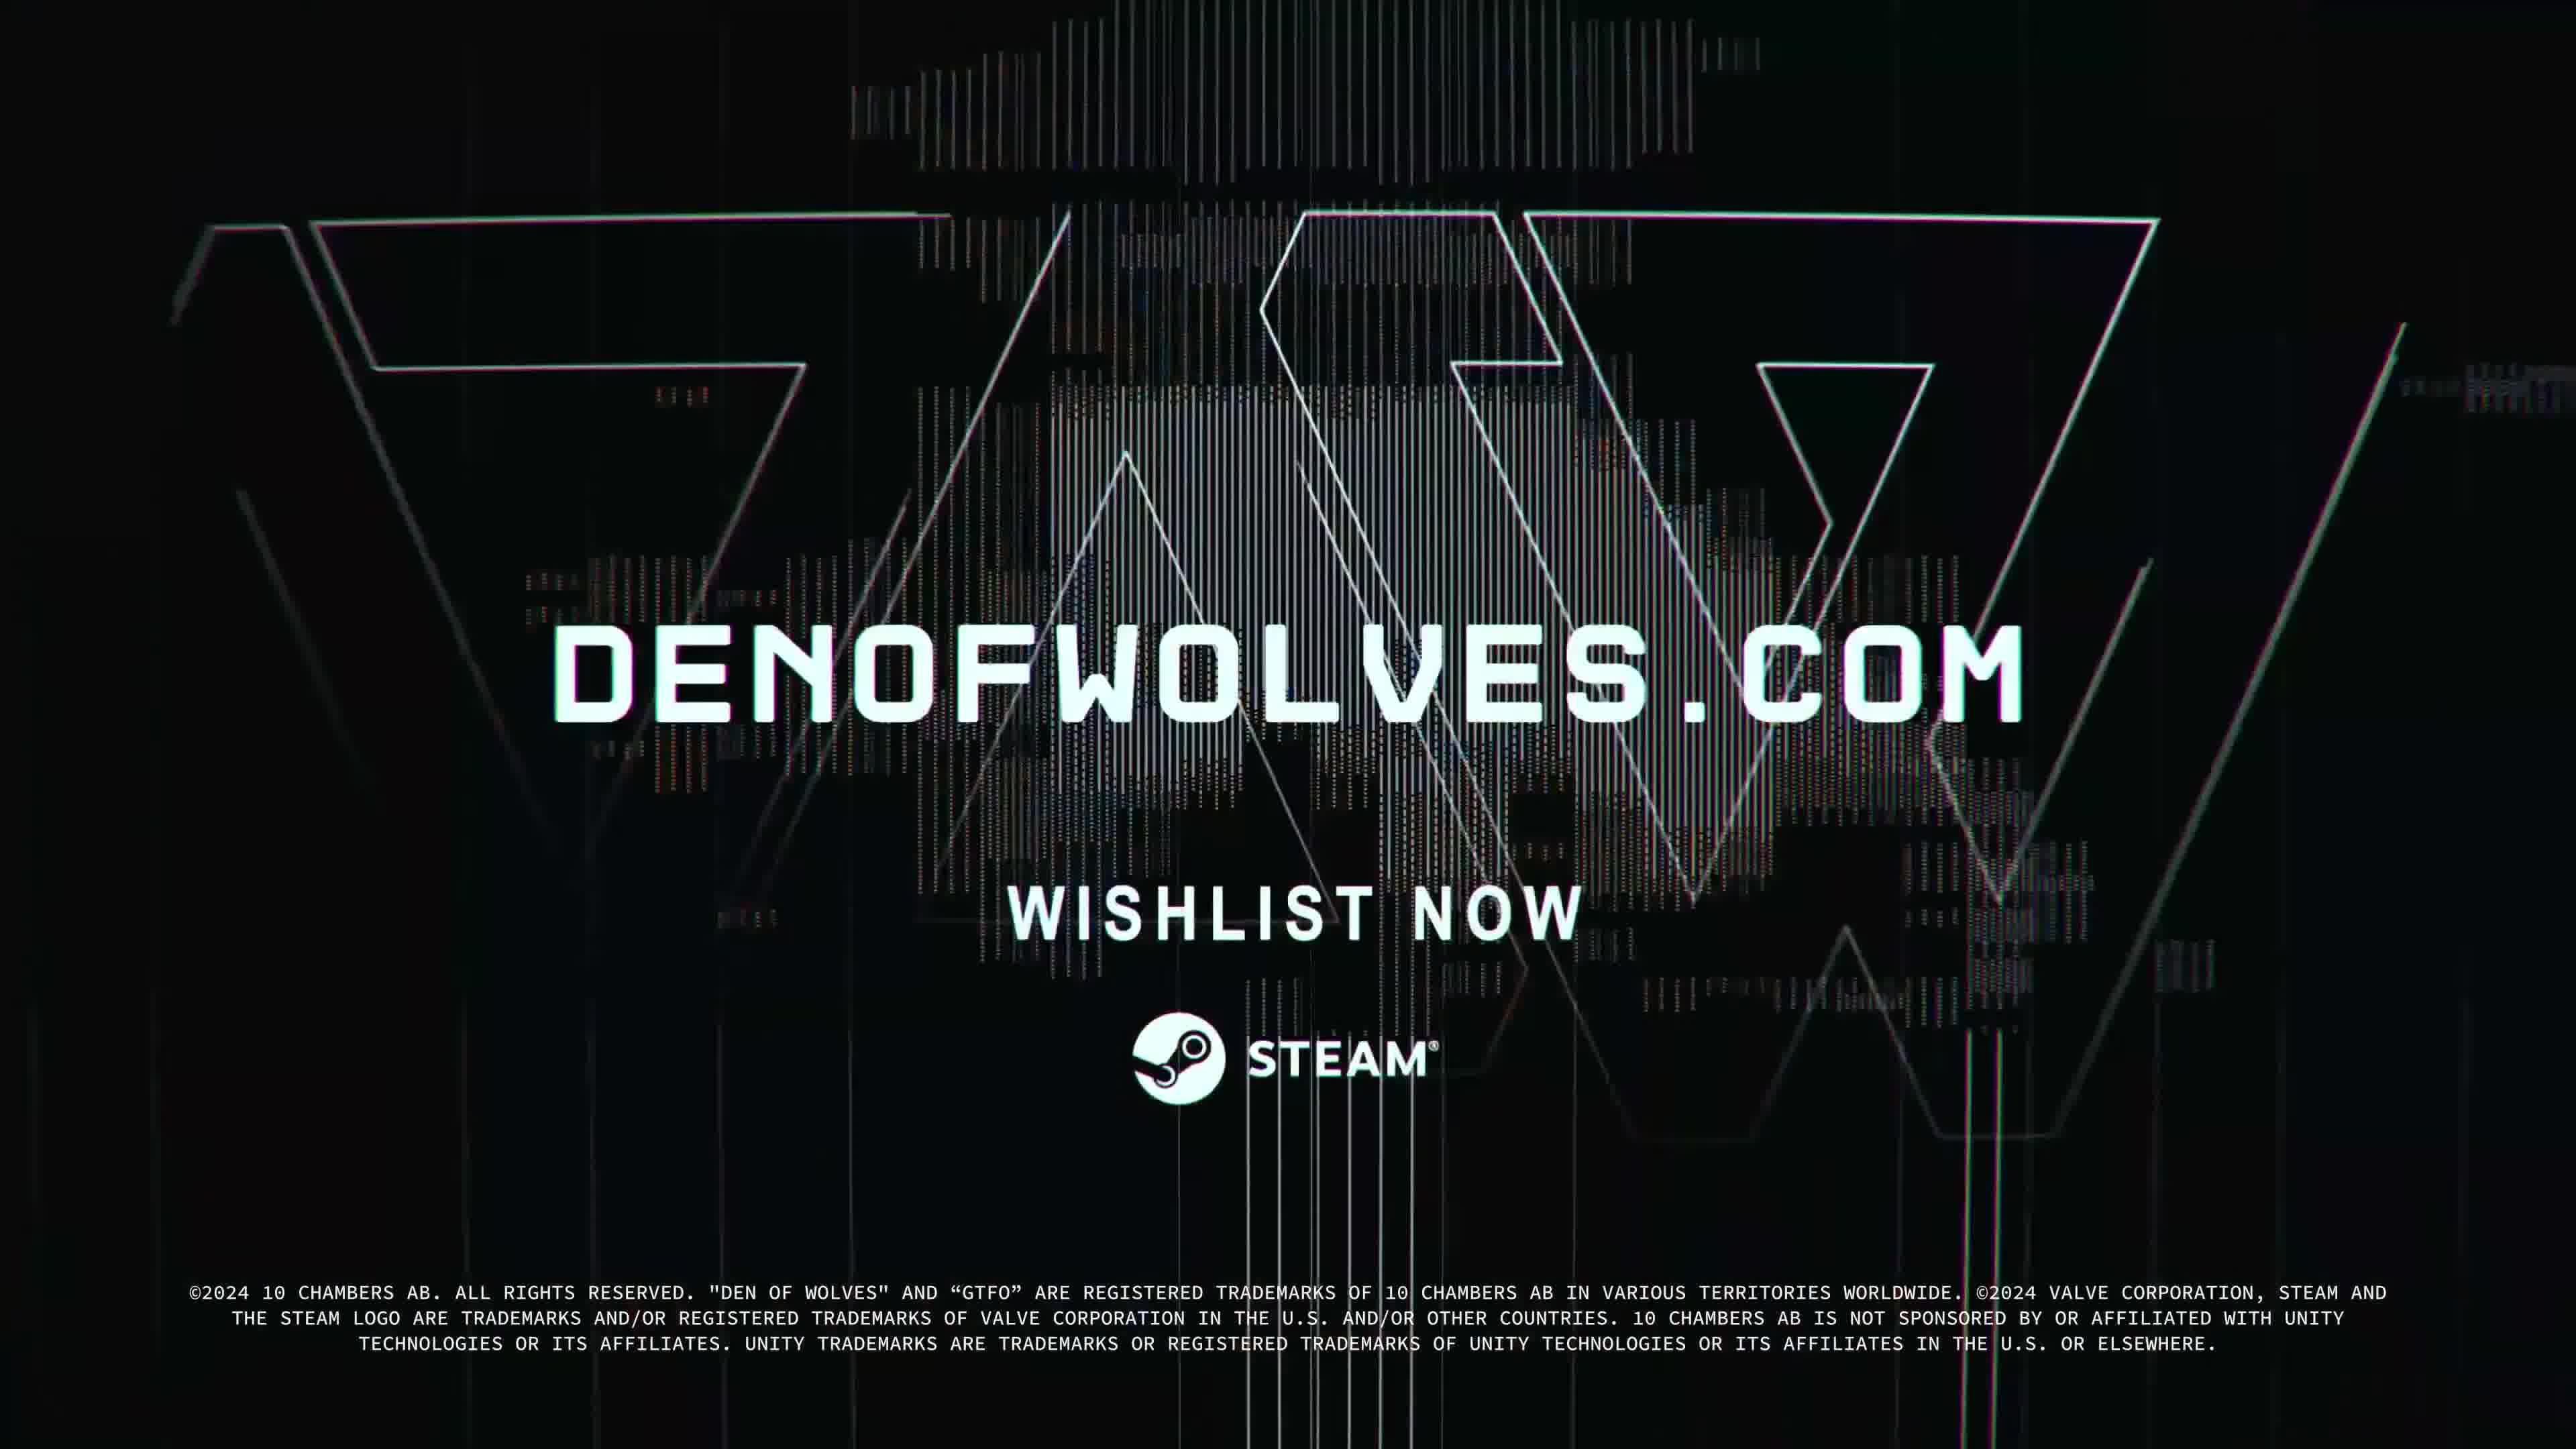 DENOFWOLVES.COM
WISHLIST NOW
STEAM®
©2024 10 CHAMBERS AB. ALL RIGHTS RESERVED. "DEN OF WOLVES" AND “GTFO” ARE REGISTERED TRADEMARKS OF 10 CHAMBERS AB IN VARIOUS TERRITORIES WORLDWIDE. ©2024 VALVE CORPORATION, STEAM AND
THE STEAM LOGO ARE TRADEMARKS AND/OR REGISTERED TRADEMARKS OF VALVE CORPORATION IN THE U.S. AND/OR OTHER COUNTRIES. 10 CHAMBERS AB IS NOT SPONSORED BY OR AFFILIATED WITH UNITY
TECHNOLOGIES OR ITS AFFILIATES. UNITY TRADEMARKS ARE TRADEMARKS OR REGISTERED TRADEMARKS OF UNITY TECHNOLOGIES OR ITS AFFILIATES IN THE U.S. OR ELSEWHERE.